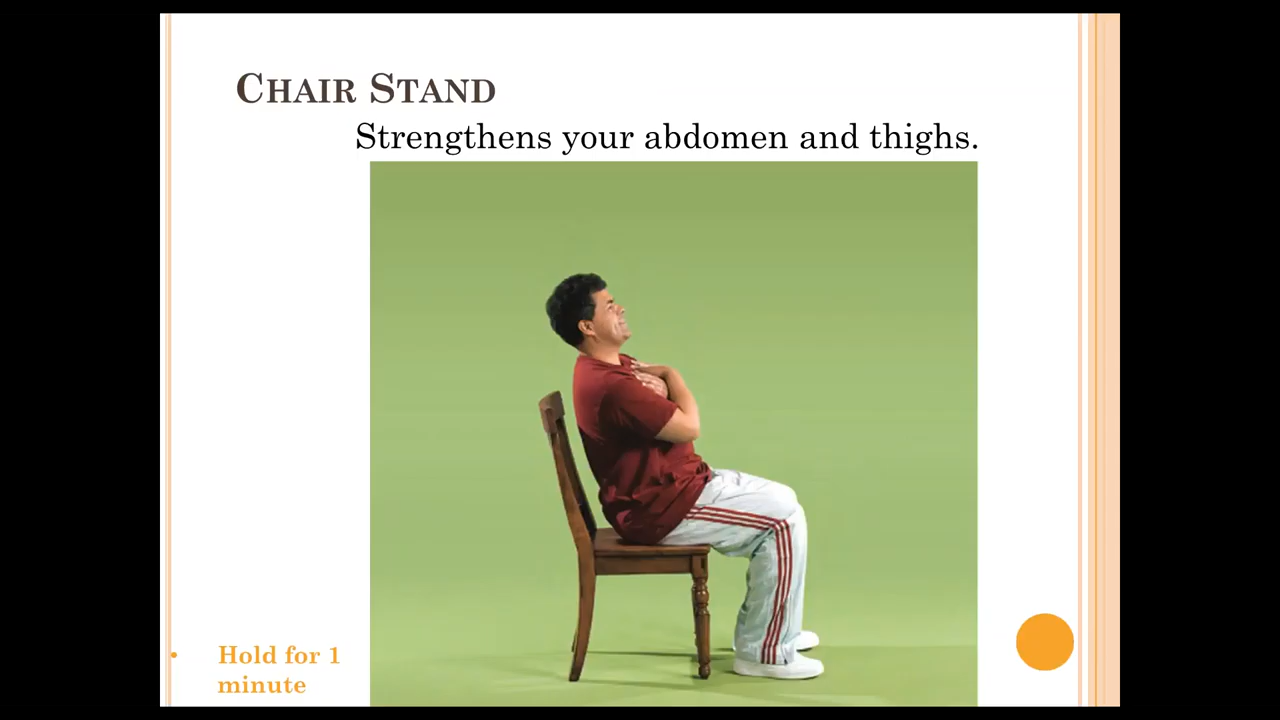 CHAIR STAND
Strengthens your abdomen and thighs.
• Hold for 1
minute